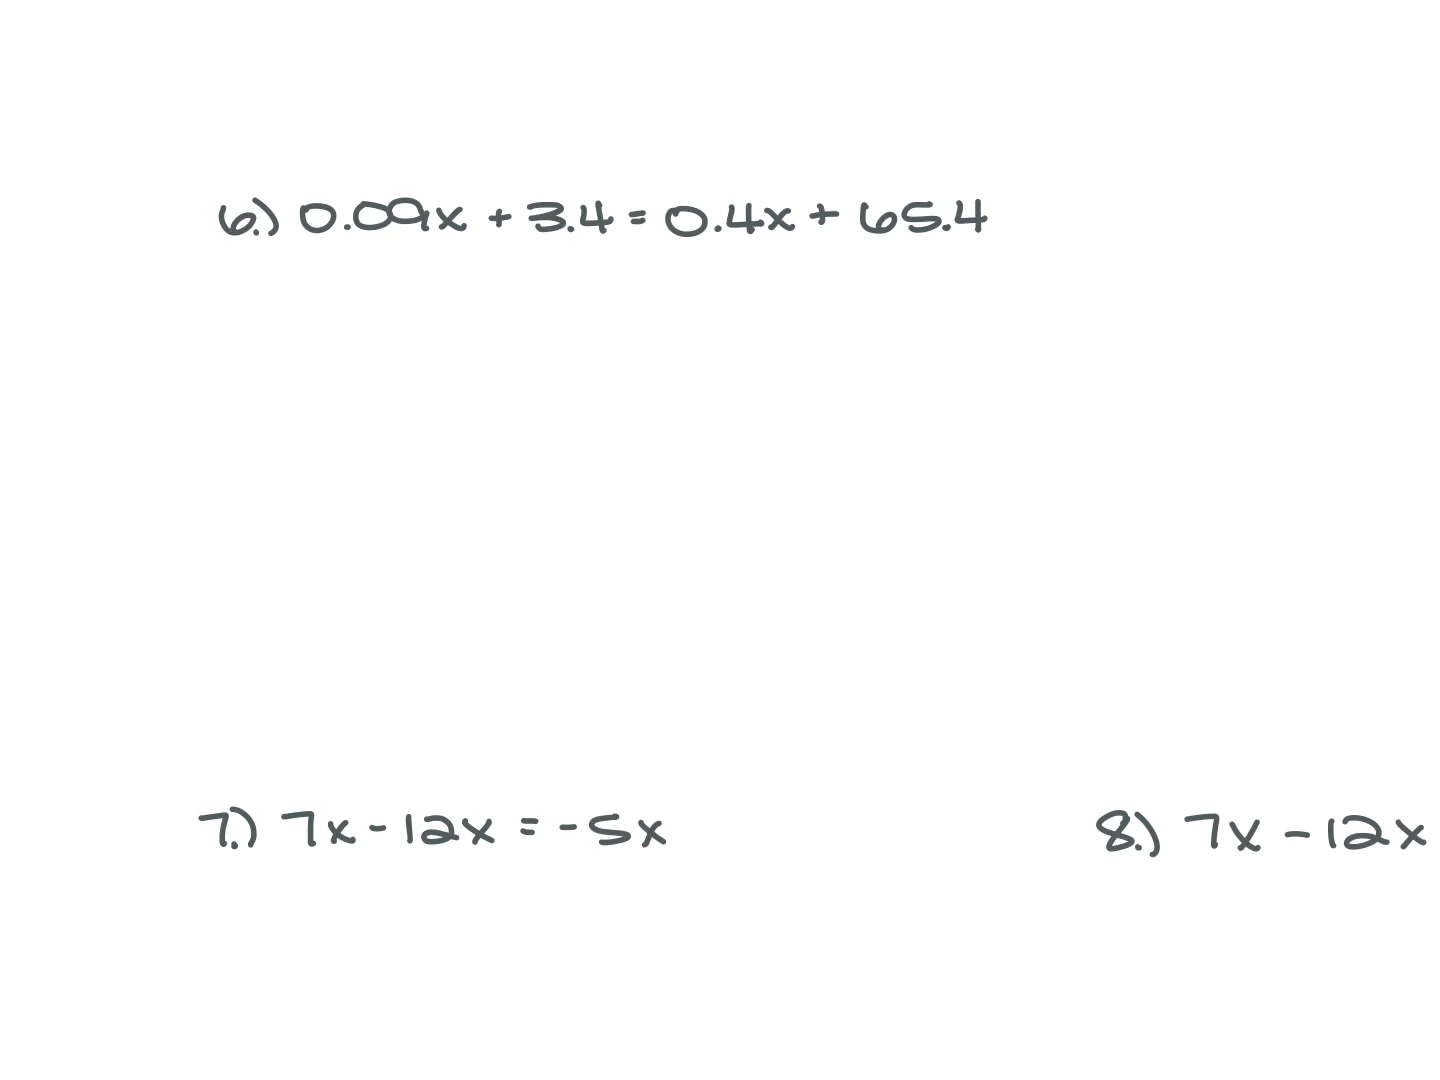 6.) 0.09x + 3.4 = 0.4x + 65.4
7.) 7x - 12x = -5x
8.) 7x - 12x